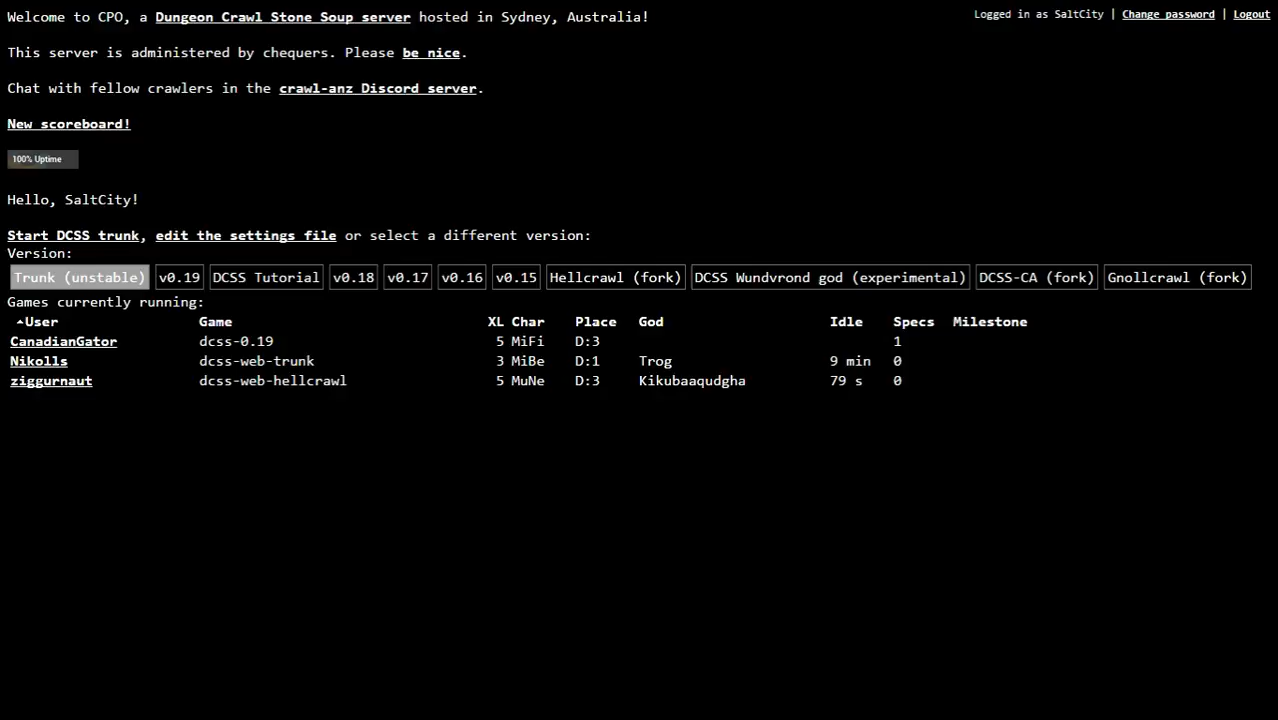 Welcome to CPO, a Dungeon Crawl Stone Soup server hosted in Sydney, Australia!
Logged in as SaltCity | Change password | Logout
This server is administered by chequers. Please be nice.
Chat with fellow crawlers in the crawl-anz Discord server.
New scoreboard!
100% Uptime
Hello, SaltCity!
Start DCSS trunk, edit the settings file or select a different version:
Version:
Trunk (unstable) v0.19 DCSS Tutorial v0.18 v0.17 v0.16 v0.15 Hellcrawl (fork) DCSS Wundvrond god (experimental) DCSS-CA (fork) Gnollcrawl (fork)
Games currently running:
User Game XL Char Place God Idle Specs Milestone
CanadianGator dcss-0.19 5 MiFi D:3 1
Nikolls dcss-web-trunk 3 MiBe D:1 Trog 9 min 0
ziggurnaut dcss-web-hellcrawl 5 MuNe D:3 Kikubaaqudgha 79 s 0